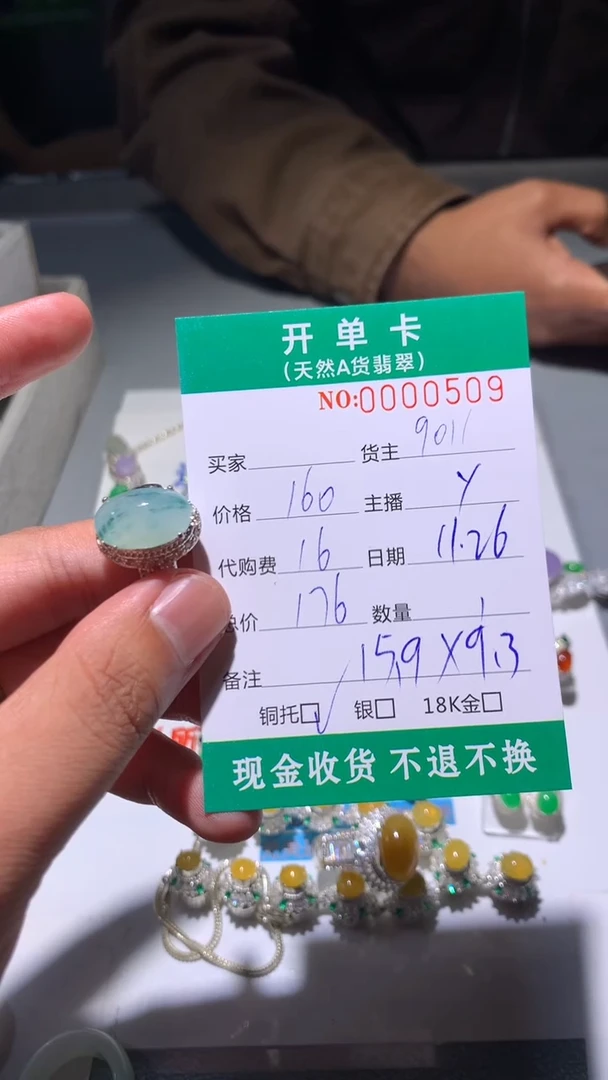 开单卡
(天然A货翡翠)
NO:0000509
买家 货主 9011
价格 160 主播 Y
代购费 16 日期 11.26
总价 176 数量 1
备注 15.9 X 9.3
铜托□✓ 银□ 18K金□
现金收货 不退不换